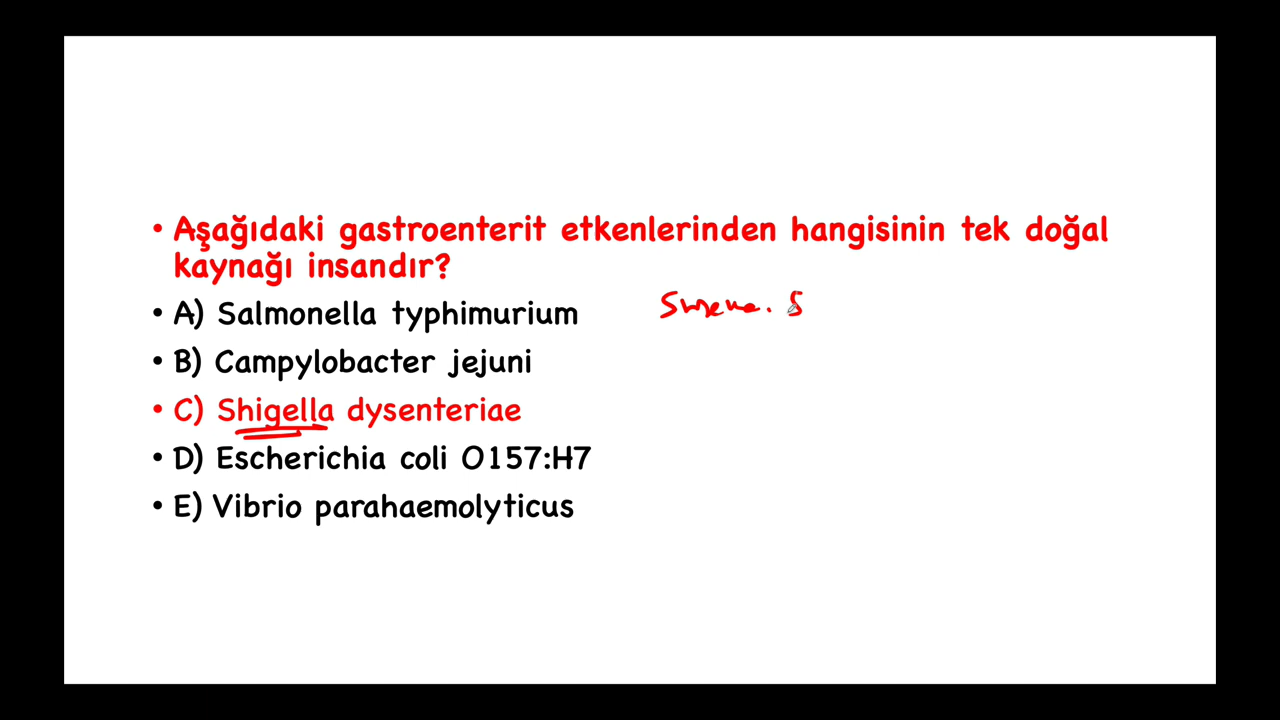 • Aşağıdaki gastroenterit etkenlerinden hangisinin tek doğal
kaynağı insandır?
• A) Salmonella typhimurium
• B) Campylobacter jejuni
• C) Shigella dysenteriae
• D) Escherichia coli O157:H7
• E) Vibrio parahaemolyticus